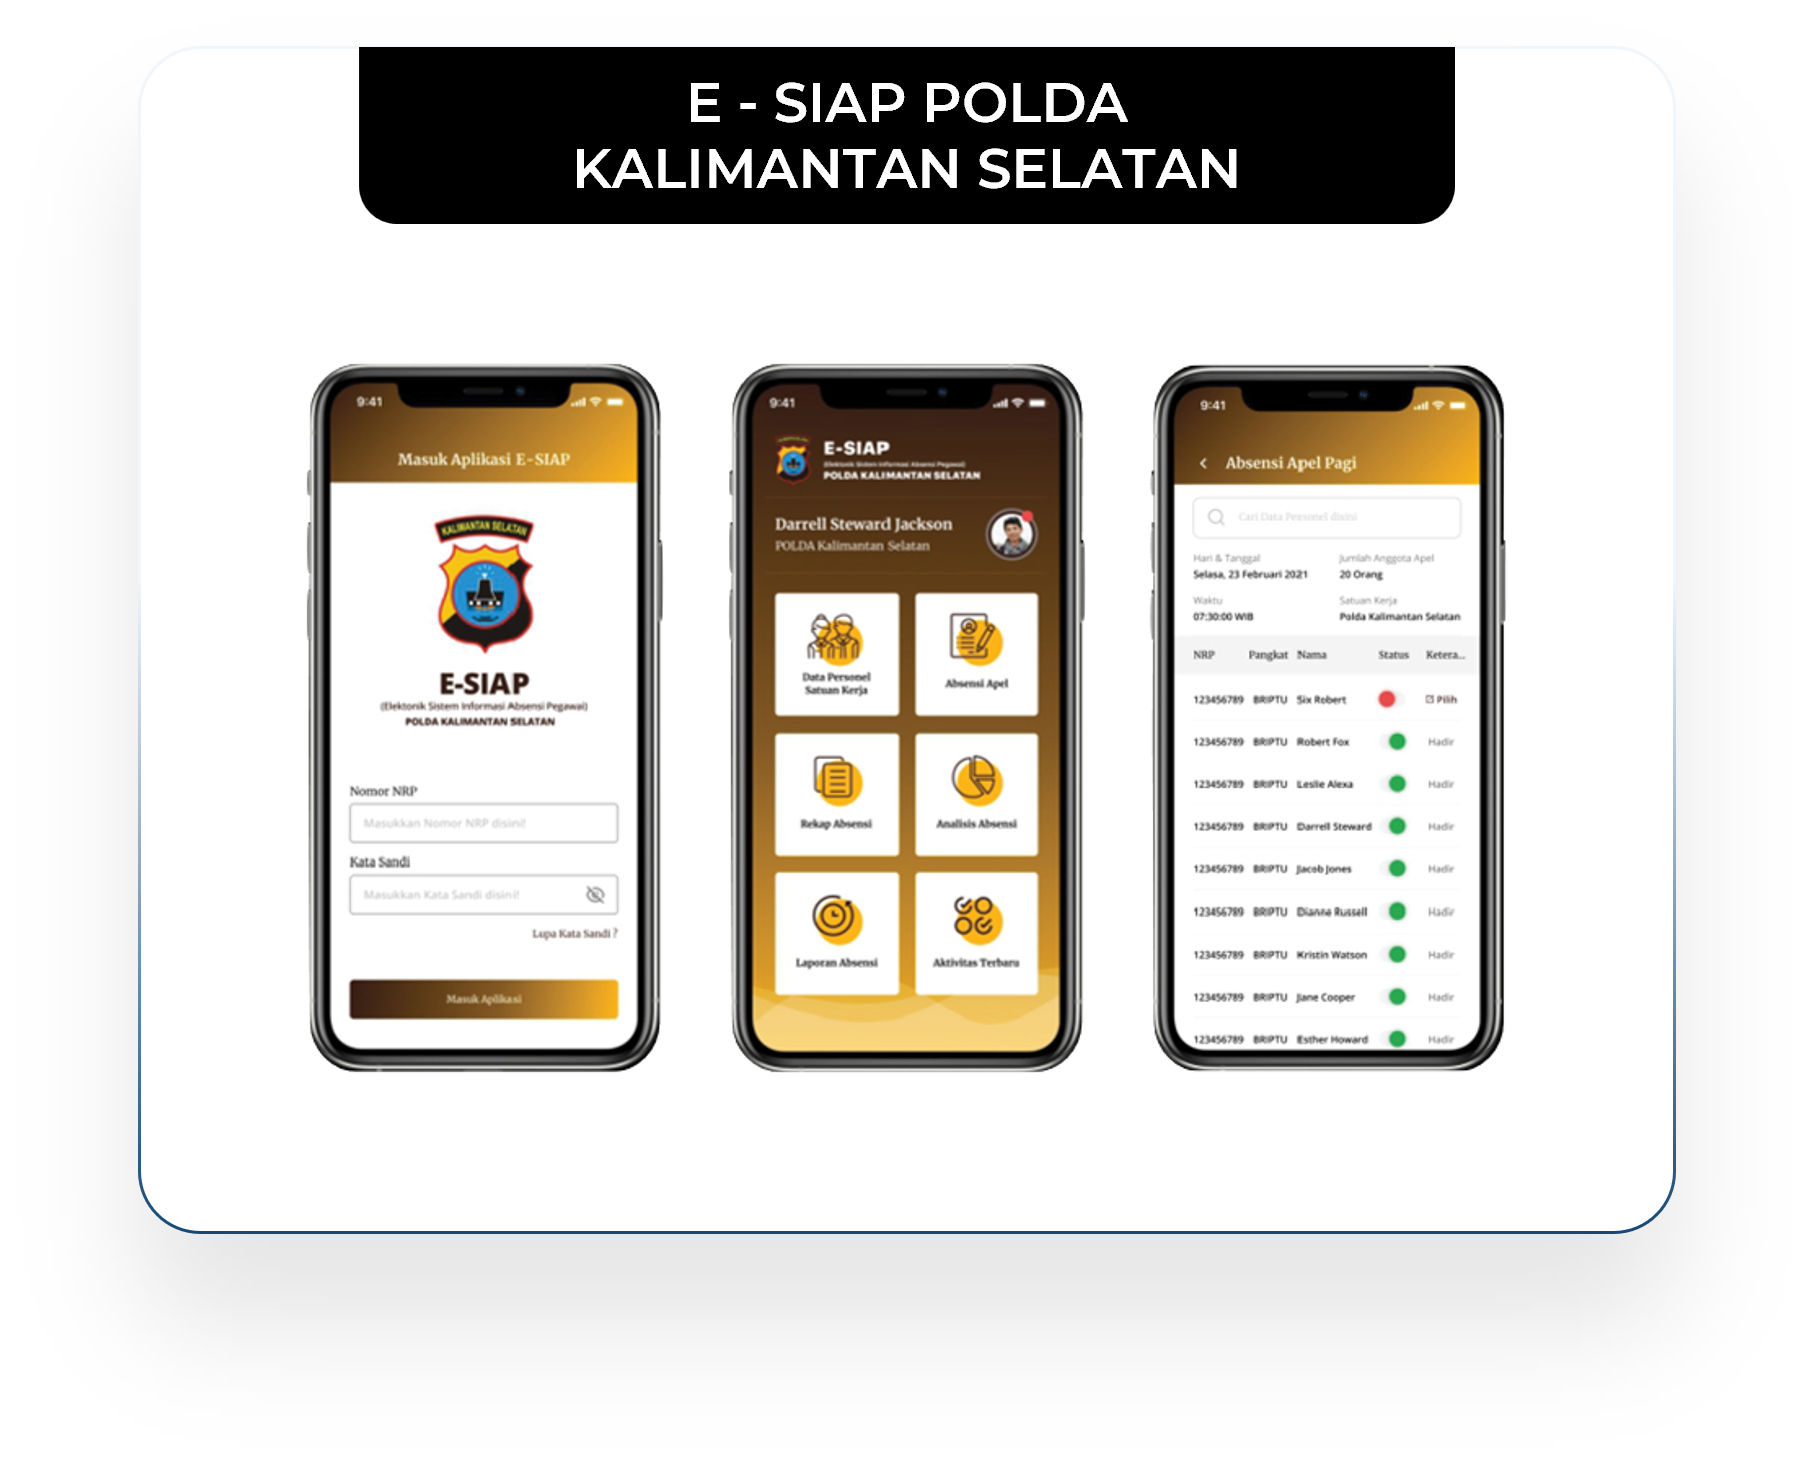 E - SIAP POLDA
KALIMANTAN SELATAN
9:41
Masuk Aplikasi E-SIAP
KALIMANTAN SELATAN
E-SIAP
(Elektonik Sistem Informasi Absensi Pegawai)
POLDA KALIMANTAN SELATAN
Nomor NRP
Masukkan Nomor NRP disini!
Kata Sandi
Masukkan Kata Sandi disini!
Lupa Kata Sandi ?
Masuk Aplikasi
9:41
E-SIAP
(Elektonik Sistem Informasi Absensi Pegawai)
POLDA KALIMANTAN SELATAN
Darrell Steward Jackson
POLDA Kalimantan Selatan
Data Personel
Satuan Kerja
Absensi Apel
Rekap Absensi
Analisis Absensi
Laporan Absensi
Aktivitas Terbaru
9:41
Absensi Apel Pagi
Cari Data Personel disini
Hari & Tanggal
Jumlah Anggota Apel
Selasa, 23 Februari 2021
20 Orang
Waktu
Satuan Kerja
07:30:00 WIB
Polda Kalimantan Selatan
NRP Pangkat Nama Status Ketera...
123456789 BRIPTU Six Robert Pilih
123456789 BRIPTU Robert Fox Hadir
123456789 BRIPTU Leslie Alexa Hadir
123456789 BRIPTU Darrell Steward Hadir
123456789 BRIPTU Jacob Jones Hadir
123456789 BRIPTU Dianne Russell Hadir
123456789 BRIPTU Kristin Watson Hadir
123456789 BRIPTU Jane Cooper Hadir
123456789 BRIPTU Esther Howard Hadir